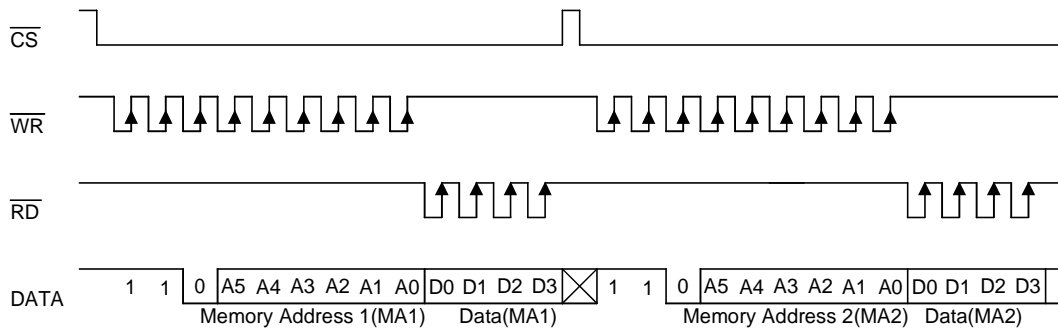 CS
WR
RD
DATA 1 1 0 A5 A4 A3 A2 A1 A0 D0 D1 D2 D3 1 1 0 A5 A4 A3 A2 A1 A0 D0 D1 D2 D3
Memory Address 1(MA1) Data(MA1) Memory Address 2(MA2) Data(MA2)